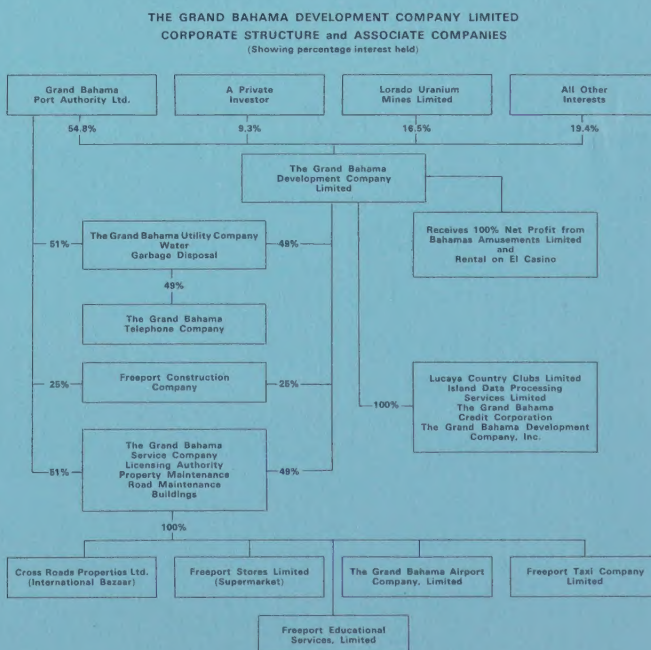 THE GRAND BAHAMA DEVELOPMENT COMPANY LIMITED
CORPORATE STRUCTURE and ASSOCIATE COMPANIES
(Showing percentage interest held)
Grand Bahama
Port Authority Ltd.
A Private
Investor
Lorado Uranium
Mines Limited
All Other
Interests
54.8%
9.3%
16.5%
19.4%
The Grand Bahama
Development Company
Limited
51%
The Grand Bahama Utility Company
Water
Garbage Disposal
49%
Receives 100% Net Profit from
Bahamas Amusements Limited
and
Rental on El Casino
49%
The Grand Bahama
Telephone Company
25%
Freeport Construction
Company
25%
100%
Lucaya Country Clubs Limited
Island Data Processing
Services Limited
The Grand Bahama
Credit Corporation
The Grand Bahama Development
Company, Inc.
51%
The Grand Bahama
Service Company
Licensing Authority
Property Maintenance
Road Maintenance
Buildings
49%
100%
Cross Roads Properties Ltd.
(International Bazaar)
Freeport Stores Limited
(Supermarket)
The Grand Bahama Airport
Company, Limited
Freeport Taxi Company
Limited
Freeport Educational
Services, Limited